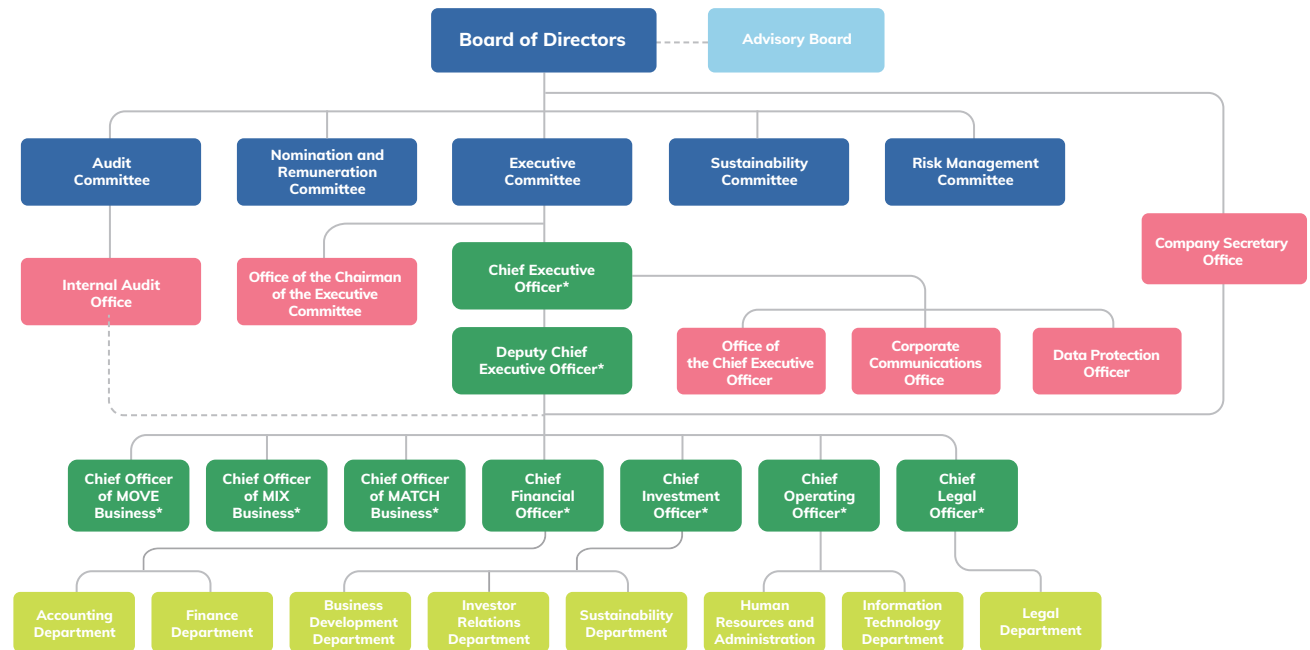 Board of Directors
Advisory Board
Audit
Committee
Nomination and
Remuneration
Committee
Executive
Committee
Sustainability
Committee
Risk Management
Committee
Company Secretary
Office
Internal Audit
Office
Office of the Chairman
of the Executive
Committee
Chief Executive
Officer*
Deputy Chief
Executive Officer*
Office of
the Chief Executive
Officer
Corporate
Communications
Office
Data Protection
Officer
Chief Officer
of MOVE
Business*
Chief Officer
of MIX
Business*
Chief Officer
of MATCH
Business*
Chief
Financial
Officer*
Chief
Investment
Officer*
Chief
Operating
Officer*
Chief
Legal
Officer*
Accounting
Department
Finance
Department
Business
Development
Department
Investor
Relations
Department
Sustainability
Department
Human
Resources and
Administration
Information
Technology
Department
Legal
Department